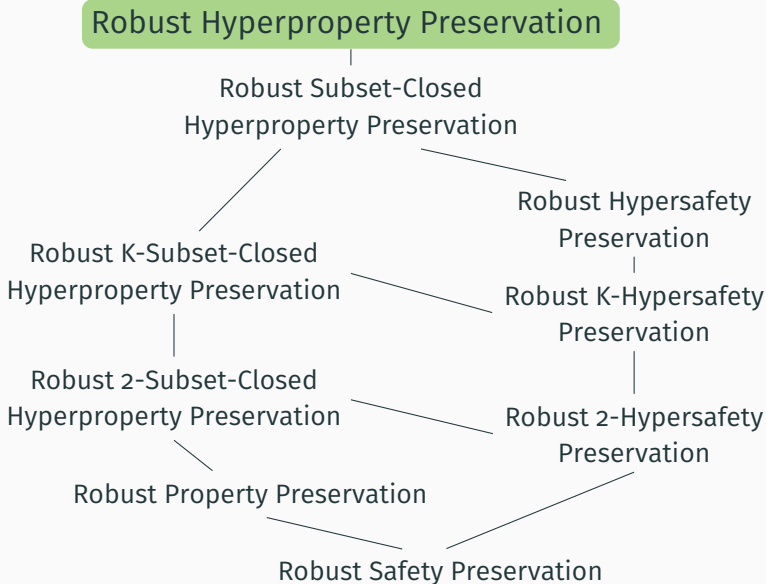 Robust Hyperproperty Preservation
Robust Subset-Closed
Hyperproperty Preservation
Robust Hypersafety
Preservation
Robust K-Subset-Closed
Hyperproperty Preservation
Robust K-Hypersafety
Preservation
Robust 2-Subset-Closed
Hyperproperty Preservation
Robust 2-Hypersafety
Preservation
Robust Property Preservation
Robust Safety Preservation